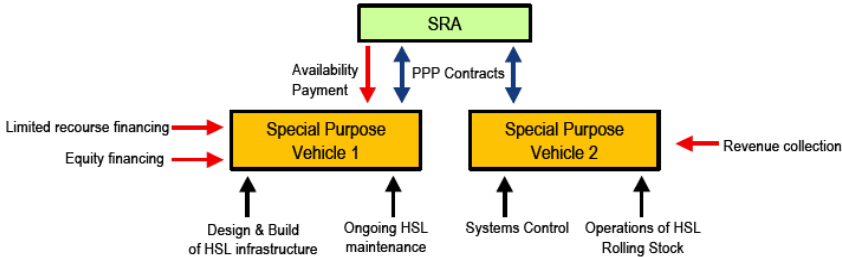 SRA
Availability
Payment
PPP Contracts
Limited recourse financing
Equity financing
Special Purpose
Vehicle 1
Special Purpose
Vehicle 2
Revenue collection
Design & Build
of HSL infrastructure
Ongoing HSL
maintenance
Systems Control
Operations of HSL
Rolling Stock